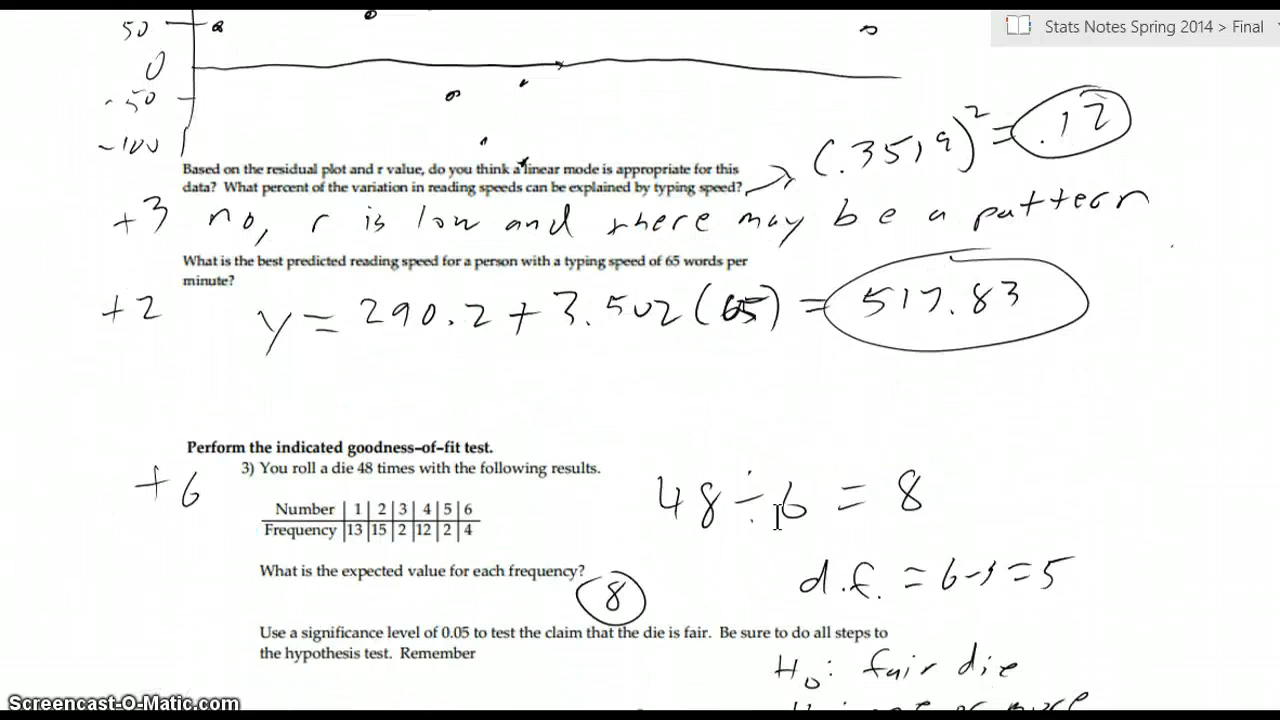 Stats Notes Spring 2014 > Final
50
0
-50
-100
(.3519)² = .12
Based on the residual plot and r value, do you think a linear mode is appropriate for this
data? What percent of the variation in reading speeds can be explained by typing speed?
+3 no, r is low and there may be a pattern
What is the best predicted reading speed for a person with a typing speed of 65 words per
minute?
+2 y = 290.2 + 3.502 (65) = 517.83
Perform the indicated goodness-of-fit test.
+6 3) You roll a die 48 times with the following results.
48 ÷ 6 = 8
Number | 1 | 2 | 3 | 4 | 5 | 6
Frequency |13|15| 2 |12| 2 | 4
What is the expected value for each frequency?
8
d.f. = 6-1 = 5
Use a significance level of 0.05 to test the claim that the die is fair. Be sure to do all steps to
the hypothesis test. Remember
H₀: fair die
one or more
Screencast-O-Matic.com